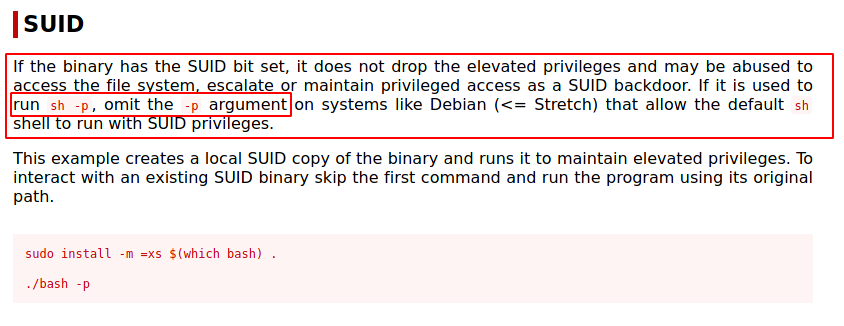 SUID
If the binary has the SUID bit set, it does not drop the elevated privileges and may be abused to
access the file system, escalate or maintain privileged access as a SUID backdoor. If it is used to
run sh -p, omit the -p argument on systems like Debian (<= Stretch) that allow the default sh
shell to run with SUID privileges.
This example creates a local SUID copy of the binary and runs it to maintain elevated privileges. To
interact with an existing SUID binary skip the first command and run the program using its original
path.
sudo install -m =xs $(which bash) .
./bash -p